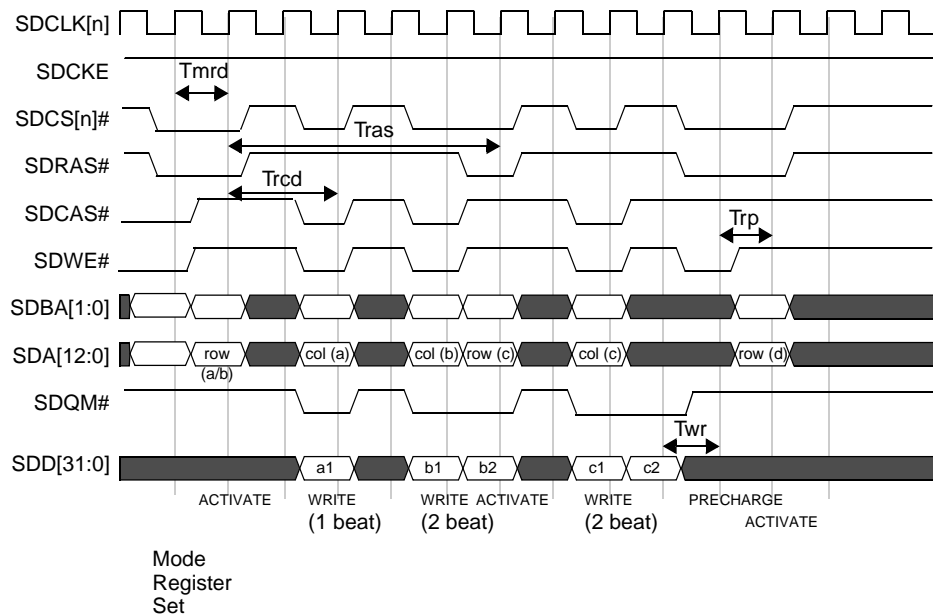 SDCLK[n]
SDCKE
Tmrd
SDCS[n]#
Tras
SDRAS#
Trcd
SDCAS#
Trp
SDWE#
SDBA[1:0]
SDA[12:0] row (a/b) col (a) col (b) row (c) col (c) row (d)
SDQM#
Twr
SDD[31:0] a1 b1 b2 c1 c2
ACTIVATE WRITE WRITE ACTIVATE WRITE PRECHARGE
(1 beat) (2 beat) (2 beat) ACTIVATE
Mode
Register
Set